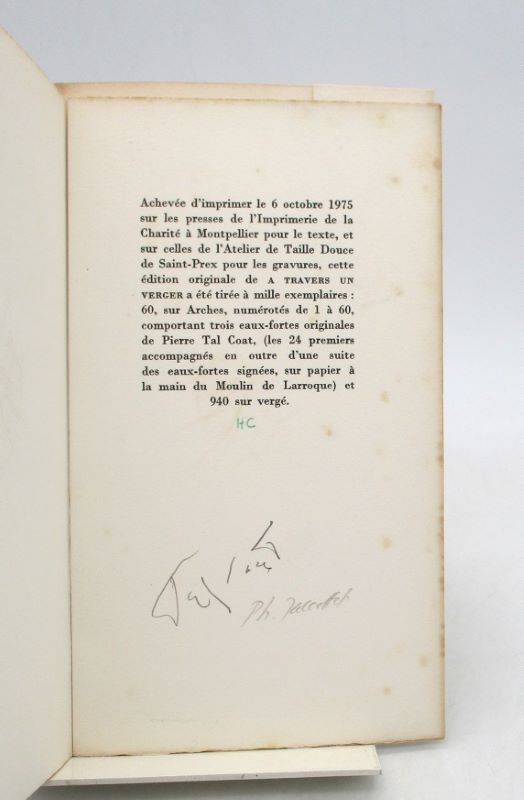 Achevée d'imprimer le 6 octobre 1975
sur les presses de l'Imprimerie de la
Charité à Montpellier pour le texte, et
sur celles de l'Atelier de Taille Douce
de Saint-Prex pour les gravures, cette
édition originale de A TRAVERS UN
VERGER a été tirée à mille exemplaires :
60, sur Arches, numérotés de 1 à 60,
comportant trois eaux-fortes originales
de Pierre Tal Coat, (les 24 premiers
accompagnés en outre d'une suite
des eaux-fortes signées, sur papier à
la main du Moulin de Larroque) et
940 sur vergé.
HC
Tal Coat
Ph. Jaccottet